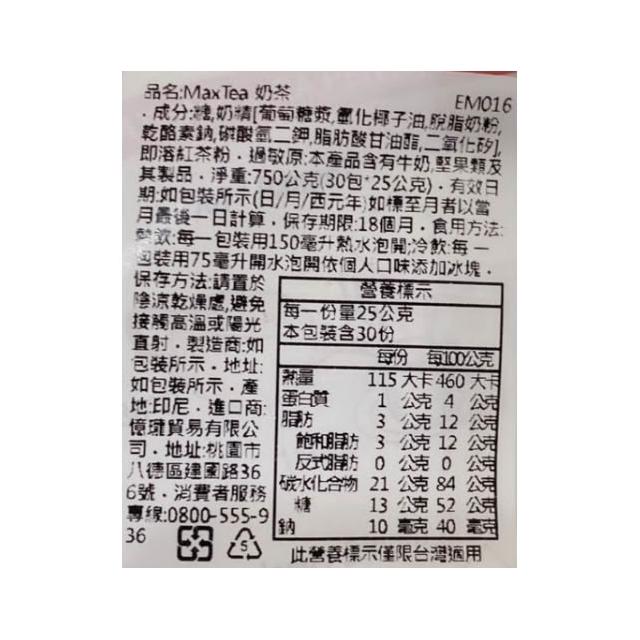 品名:MaxTea 奶茶
EM016
．成分:糖,奶精[葡萄糖漿,氫化椰子油,脫脂奶粉,
乾酪素鈉,磷酸氫二鉀,脂肪酸甘油酯,二氧化矽],
即溶紅茶粉．過敏原:本產品含有牛奶,堅果類及
其製品．淨重:750公克(30包*25公克)．有效日
期:如包裝所示(日/月/西元年)如標至月者以當
月最後一日計算．保存期限:18個月．食用方法:
熱飲:每一包裝用150毫升熱水泡開;冷飲:每一
包裝用75毫升開水泡開依個人口味添加冰塊．
保存方法:請置於
陰涼乾燥處,避免
接觸高溫或陽光
直射．製造商:如
包裝所示．地址:
如包裝所示．產
地:印尼．進口商:
億瓏貿易有限公
司．地址:桃園市
八德區建國路36
6號．消費者服務
專線:0800-555-9
36
營養標示
每一份量25公克
本包裝含30份
每份 每100公克
熱量 115 大卡 460 大卡
蛋白質 1 公克 4 公克
脂肪 3 公克 12 公克
飽和脂肪 3 公克 12 公克
反式脂肪 0 公克 0 公克
碳水化合物 21 公克 84 公克
糖 13 公克 52 公克
鈉 10 毫克 40 毫克
5
此營養標示僅限台灣適用